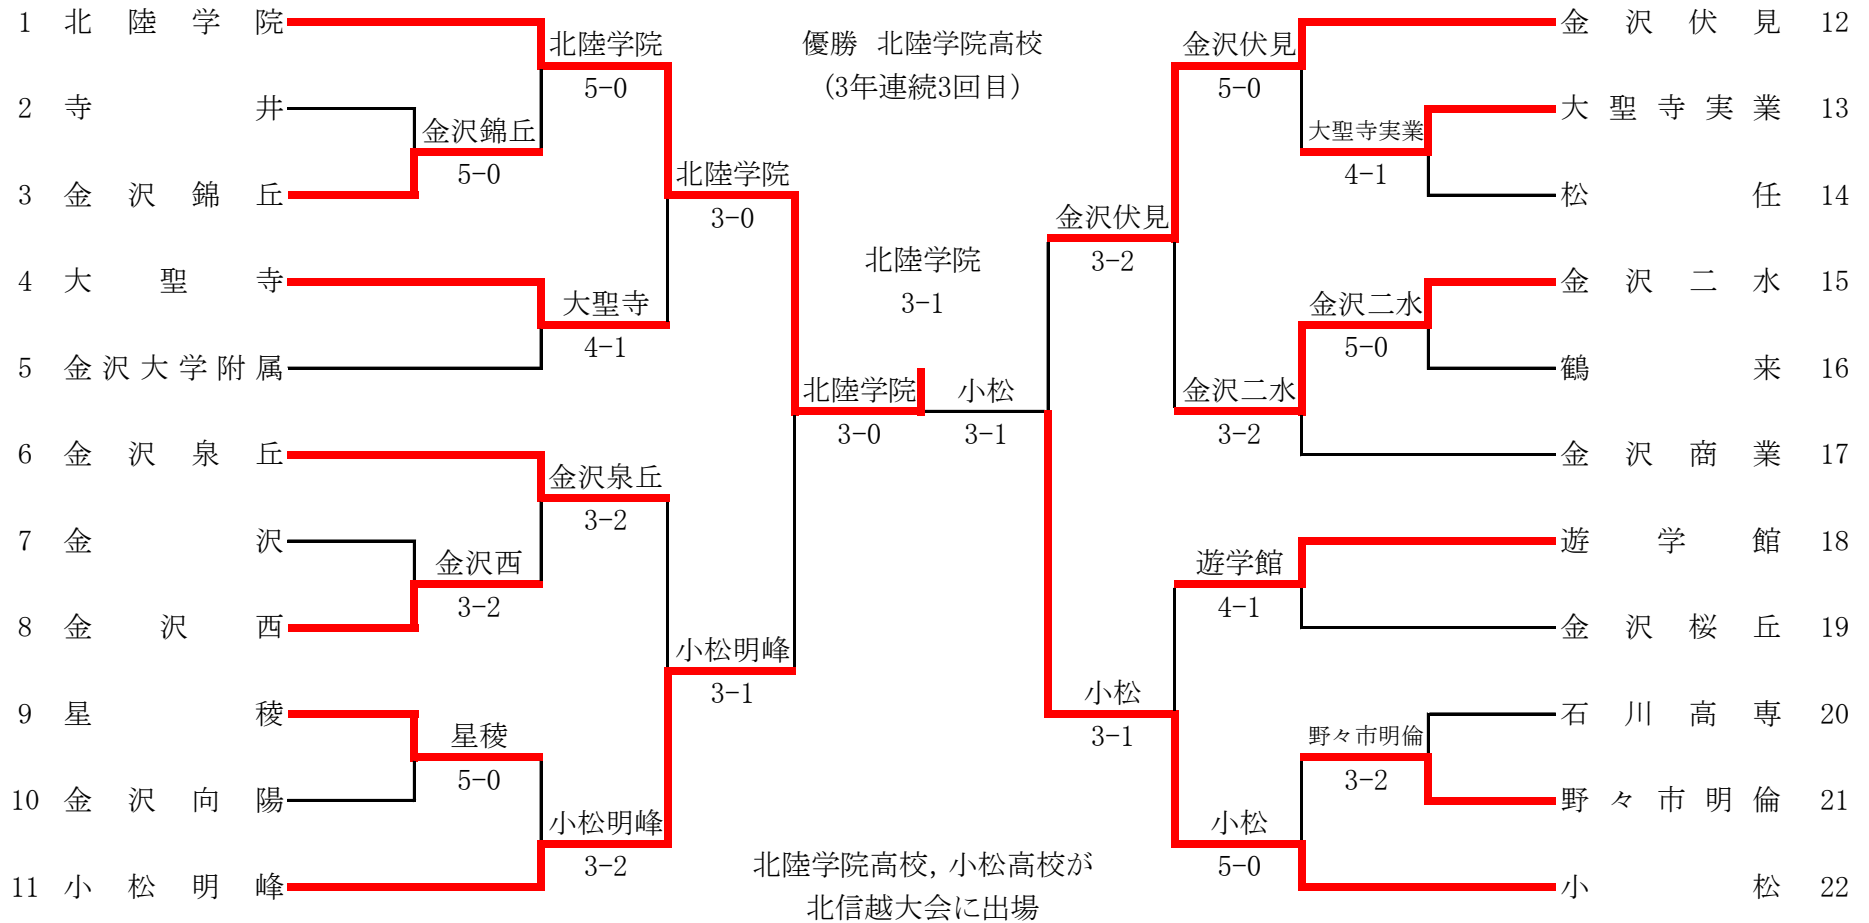 1 北陸学院
2 寺井
3 金沢錦丘
4 大聖寺
5 金沢大学附属
6 金沢泉丘
7 金沢
8 金沢西
9 星稜
10 金沢向陽
11 小松明峰
金沢錦丘
5-0
金沢西
3-2
星稜
5-0
北陸学院
5-0
大聖寺
4-1
金沢泉丘
3-2
小松明峰
3-2
北陸学院
3-0
小松明峰
3-1
優勝 北陸学院高校
(3年連続3回目)
北陸学院
3-1
北陸学院
3-0
小松
3-1
北陸学院高校, 小松高校が
北信越大会に出場
金沢伏見
3-2
小松
3-1
金沢伏見
5-0
金沢二水
3-2
遊学館
4-1
小松
5-0
大聖寺実業
4-1
金沢二水
5-0
野々市明倫
3-2
金沢伏見 12
大聖寺実業 13
松任 14
金沢二水 15
鶴来 16
金沢商業 17
遊学館 18
金沢桜丘 19
石川高専 20
野々市明倫 21
小松 22